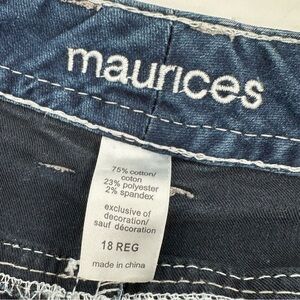 maurices
75% cotton/
coton
23% polyester
2% spandex
exclusive of
decoration/
sauf décoration
18 REG
made in china